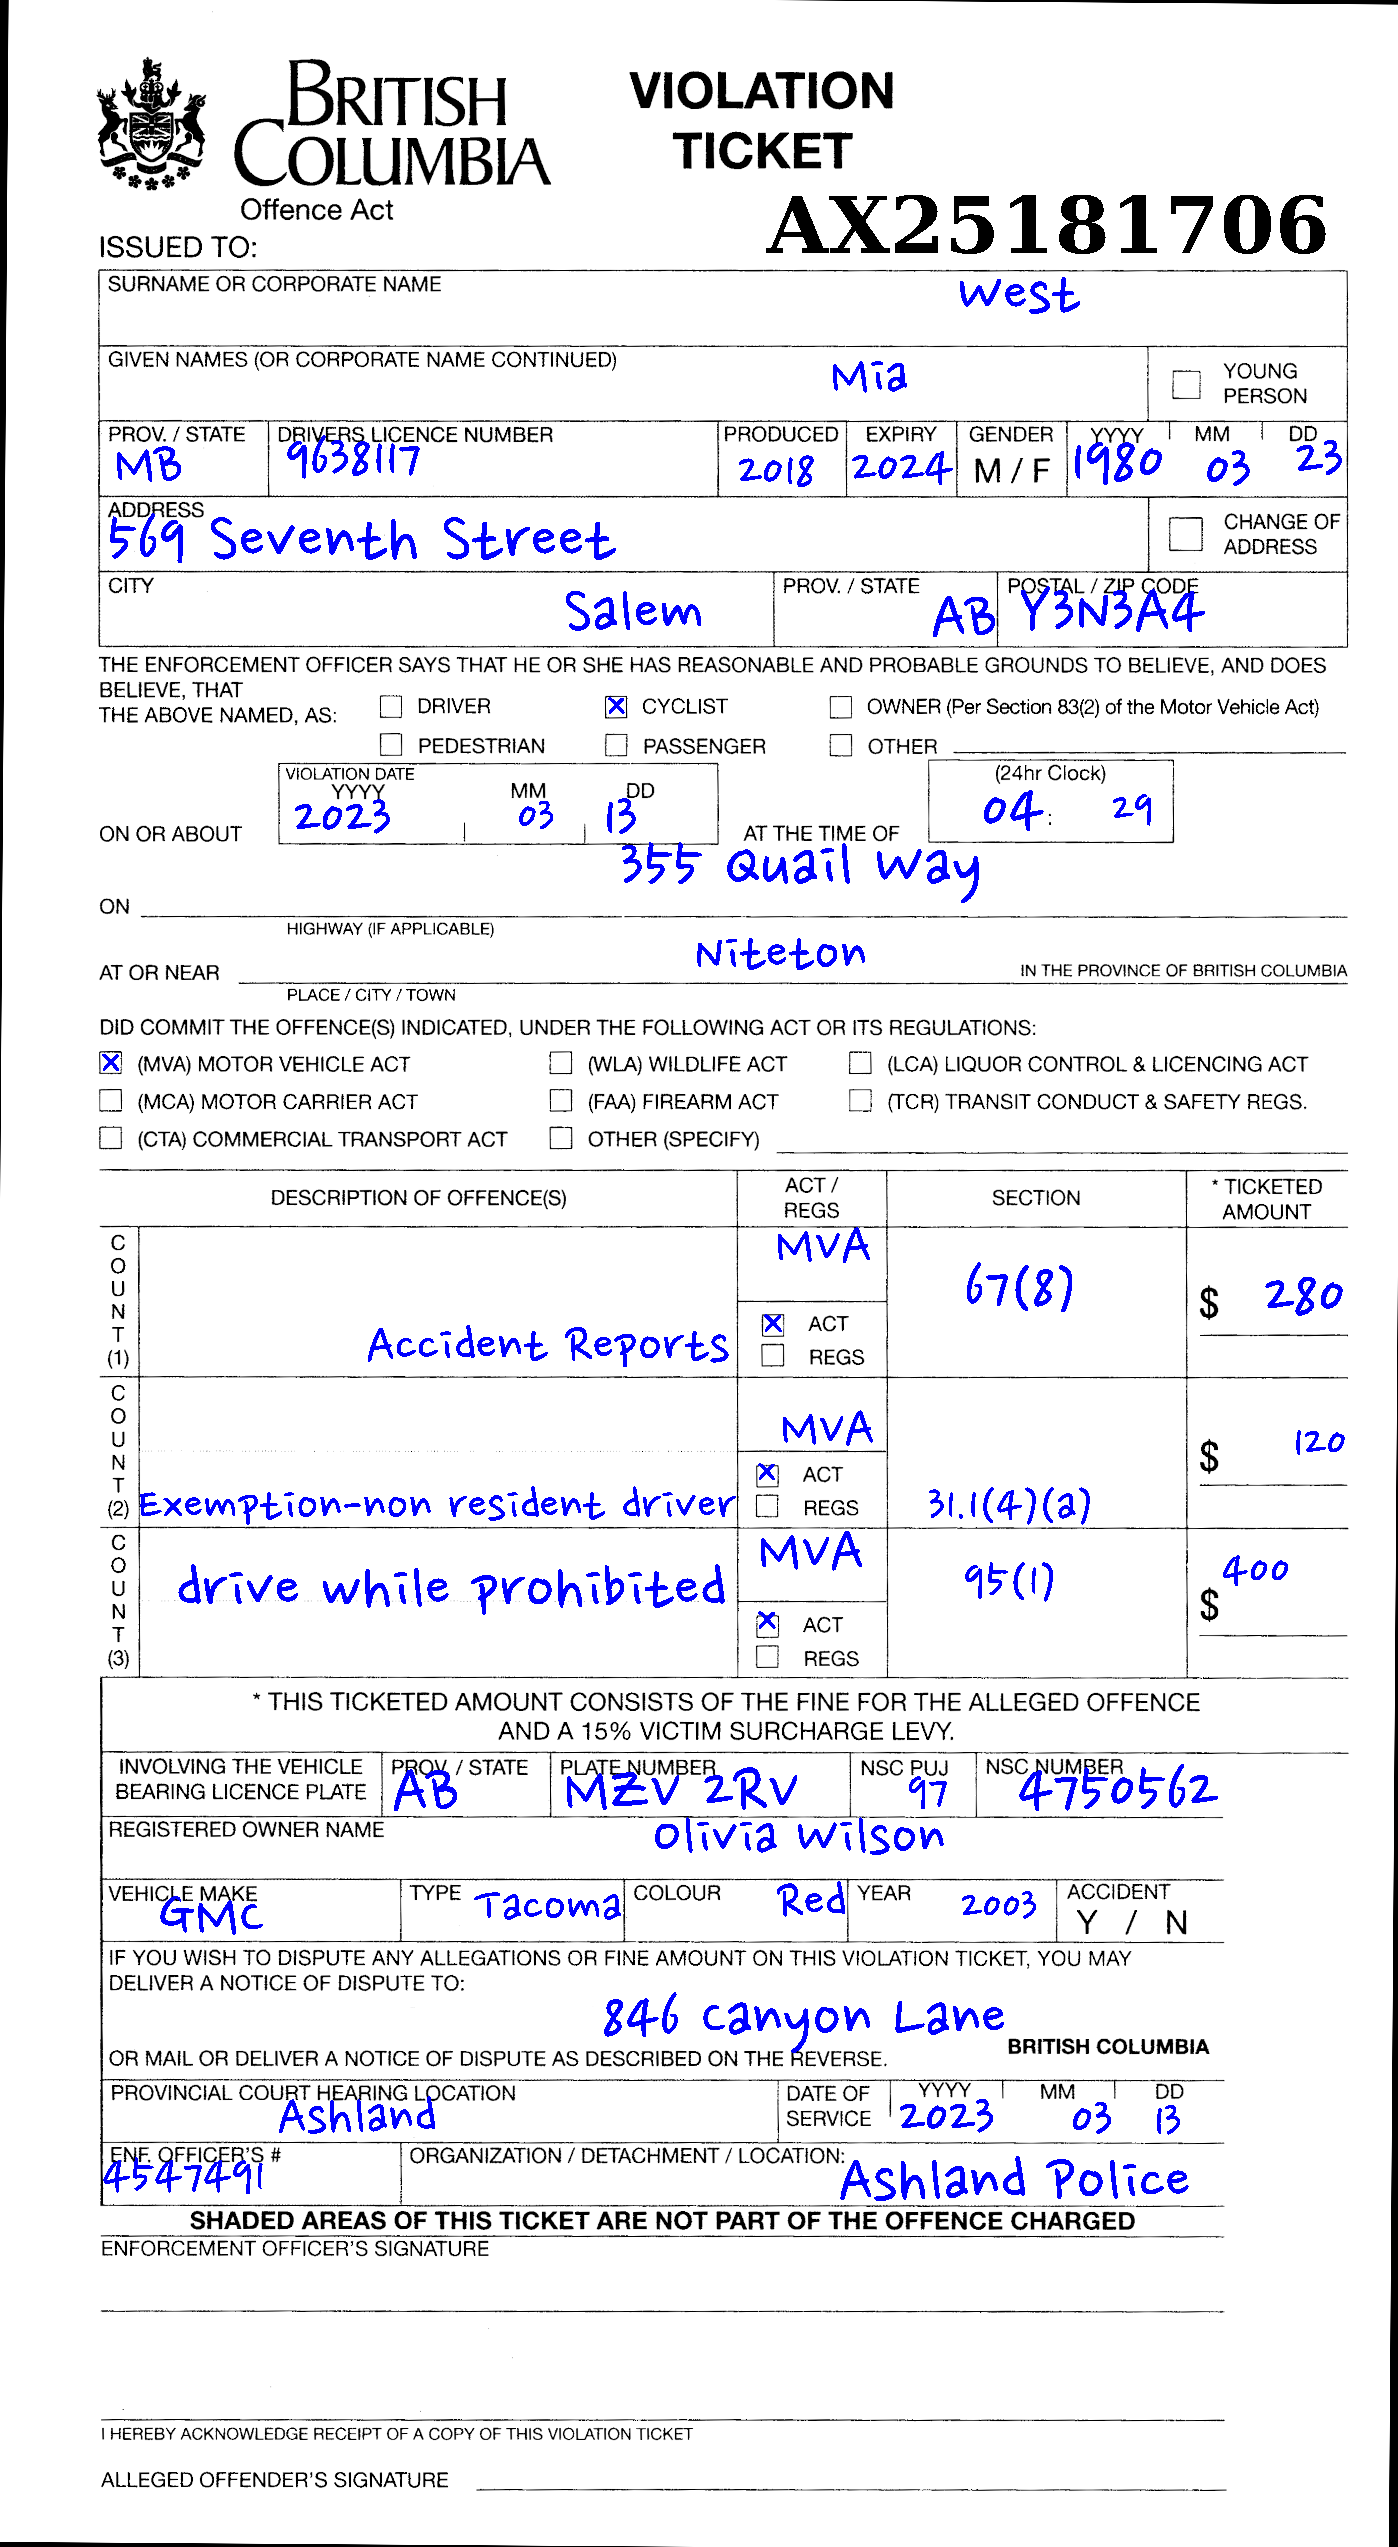 BRITISH COLUMBIA
Offence Act
VIOLATION TICKET
AX25181706
ISSUED TO:
SURNAME OR CORPORATE NAME
West
GIVEN NAMES (OR CORPORATE NAME CONTINUED)
Mia
YOUNG PERSON
PROV. / STATE DRIVERS LICENCE NUMBER PRODUCED EXPIRY GENDER YYYY MM DD
MB 9638117 2018 2024 M / F 1980 03 23
ADDRESS
569 Seventh Street
CHANGE OF ADDRESS
CITY PROV. / STATE POSTAL / ZIP CODE
Salem AB Y3N3A4
THE ENFORCEMENT OFFICER SAYS THAT HE OR SHE HAS REASONABLE AND PROBABLE GROUNDS TO BELIEVE, AND DOES
BELIEVE, THAT
THE ABOVE NAMED, AS:
DRIVER CYCLIST OWNER (Per Section 83(2) of the Motor Vehicle Act)
PEDESTRIAN PASSENGER OTHER
VIOLATION DATE (24hr Clock)
YYYY MM DD
2023 03 13 04 : 29
ON OR ABOUT AT THE TIME OF
355 Quail Way
ON
HIGHWAY (IF APPLICABLE)
Niteton
AT OR NEAR IN THE PROVINCE OF BRITISH COLUMBIA
PLACE / CITY / TOWN
DID COMMIT THE OFFENCE(S) INDICATED, UNDER THE FOLLOWING ACT OR ITS REGULATIONS:
(MVA) MOTOR VEHICLE ACT (WLA) WILDLIFE ACT (LCA) LIQUOR CONTROL & LICENCING ACT
(MCA) MOTOR CARRIER ACT (FAA) FIREARM ACT (TCR) TRANSIT CONDUCT & SAFETY REGS.
(CTA) COMMERCIAL TRANSPORT ACT OTHER (SPECIFY)
DESCRIPTION OF OFFENCE(S) ACT / REGS SECTION * TICKETED AMOUNT
COUNT (1) Accident Reports MVA ACT REGS 67(8) $ 280
COUNT (2) Exemption-non resident driver MVA ACT REGS 31.1(4)(a) $ 120
COUNT (3) drive while prohibited MVA ACT REGS 95(1) $ 400
* THIS TICKETED AMOUNT CONSISTS OF THE FINE FOR THE ALLEGED OFFENCE
AND A 15% VICTIM SURCHARGE LEVY.
INVOLVING THE VEHICLE BEARING LICENCE PLATE PROV. / STATE PLATE NUMBER NSC PUJ NSC NUMBER
AB MZV 2RV 97 4750562
REGISTERED OWNER NAME
Olivia Wilson
VEHICLE MAKE TYPE COLOUR YEAR ACCIDENT
GMC Tacoma Red 2003 Y / N
IF YOU WISH TO DISPUTE ANY ALLEGATIONS OR FINE AMOUNT ON THIS VIOLATION TICKET, YOU MAY
DELIVER A NOTICE OF DISPUTE TO:
846 Canyon Lane
BRITISH COLUMBIA
OR MAIL OR DELIVER A NOTICE OF DISPUTE AS DESCRIBED ON THE REVERSE.
PROVINCIAL COURT HEARING LOCATION DATE OF SERVICE YYYY MM DD
Ashland 2023 03 13
ENF. OFFICER'S # ORGANIZATION / DETACHMENT / LOCATION:
4547491 Ashland Police
SHADED AREAS OF THIS TICKET ARE NOT PART OF THE OFFENCE CHARGED
ENFORCEMENT OFFICER'S SIGNATURE
I HEREBY ACKNOWLEDGE RECEIPT OF A COPY OF THIS VIOLATION TICKET
ALLEGED OFFENDER'S SIGNATURE